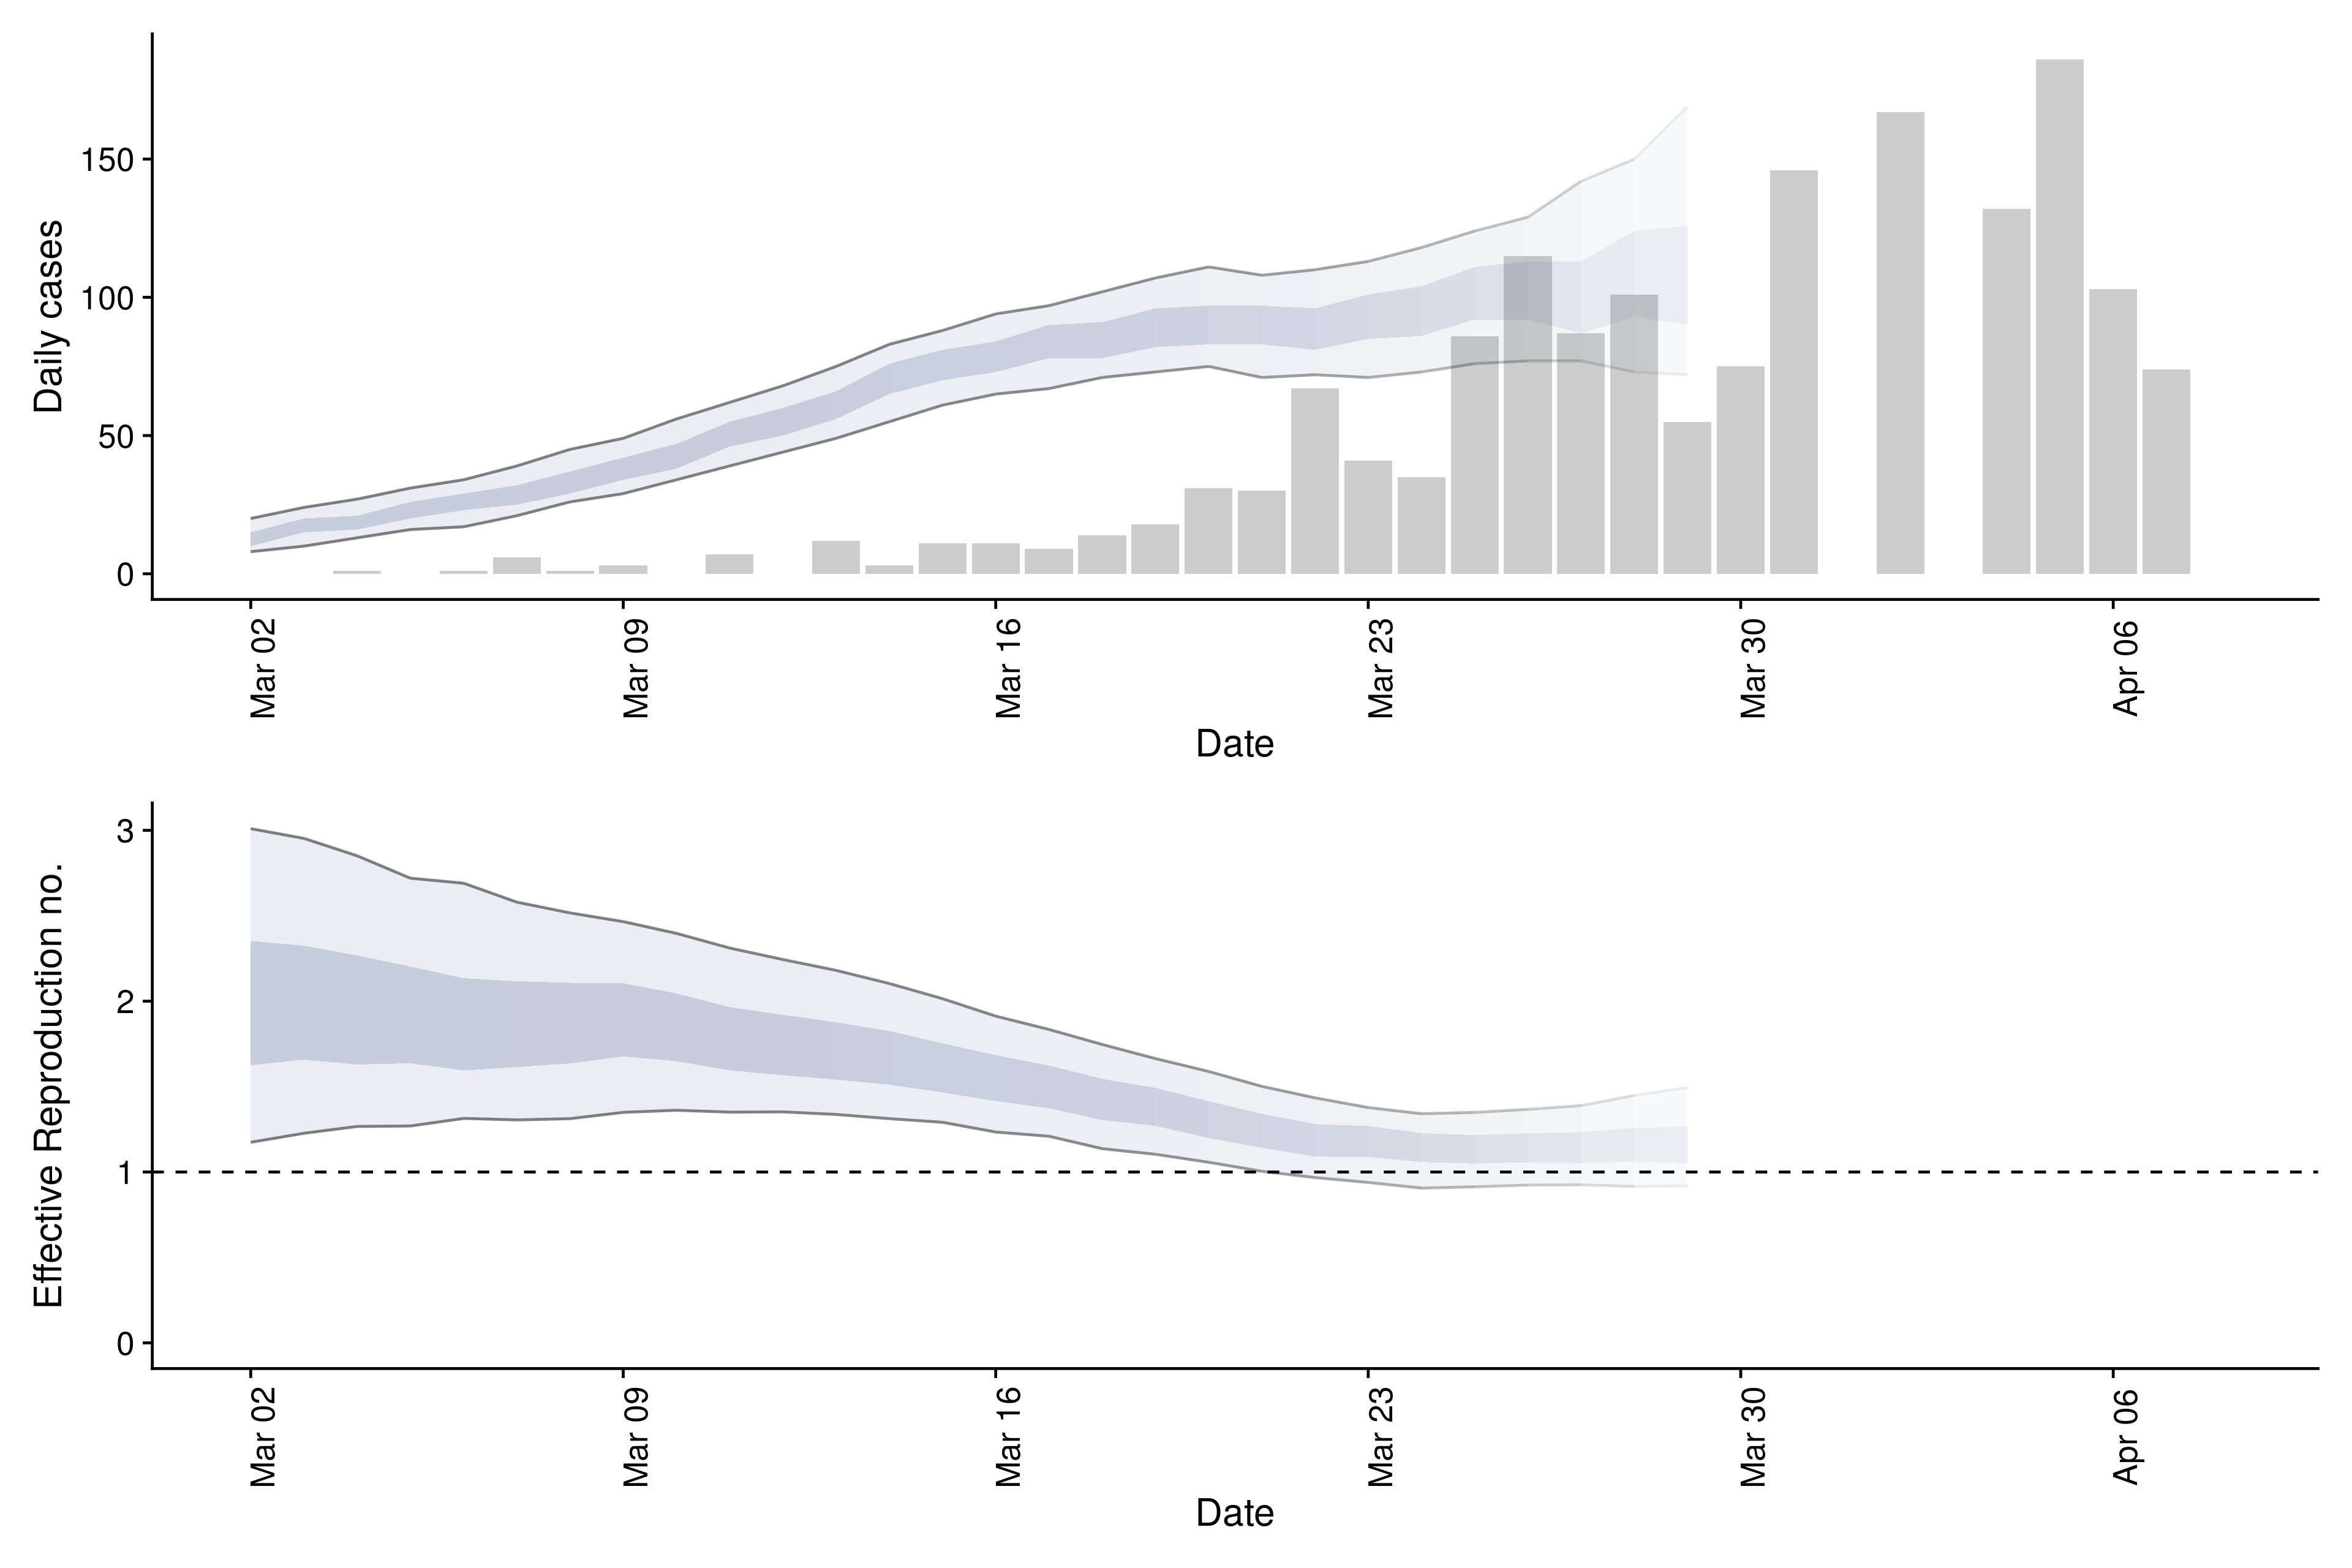 Daily cases
150
100
50
0
Mar 02
Mar 09
Mar 16
Mar 23
Mar 30
Apr 06
Date
Effective Reproduction no.
3
2
1
0
Mar 02
Mar 09
Mar 16
Mar 23
Mar 30
Apr 06
Date